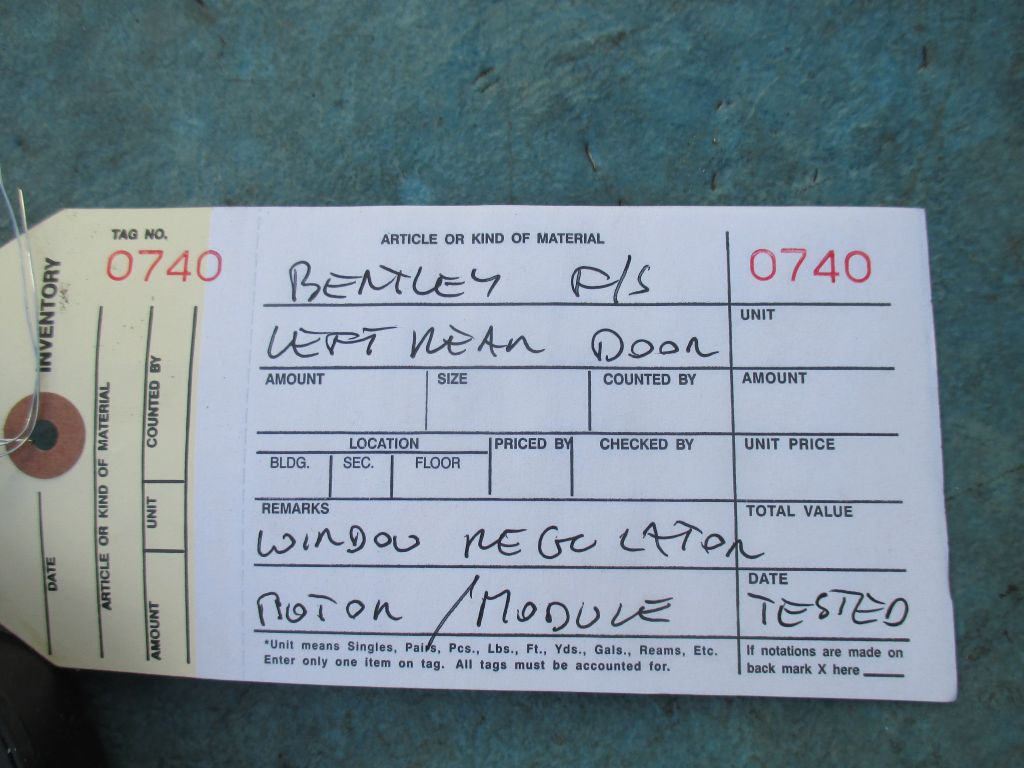 TAG NO.
0740
INVENTORY
DATE
ARTICLE OR KIND OF MATERIAL
AMOUNT
UNIT
COUNTED BY
ARTICLE OR KIND OF MATERIAL
0740
BENTLEY F/S
UNIT
LEFT REAR DOOR
AMOUNT SIZE COUNTED BY AMOUNT
LOCATION PRICED BY CHECKED BY UNIT PRICE
BLDG. SEC. FLOOR
REMARKS TOTAL VALUE
WINDOW REGULATOR
DATE
MOTOR / MODULE TESTED
*Unit means Singles, Pairs, Pcs., Lbs., Ft., Yds., Gals., Reams, Etc.
Enter only one item on tag. All tags must be accounted for.
If notations are made on
back mark X here